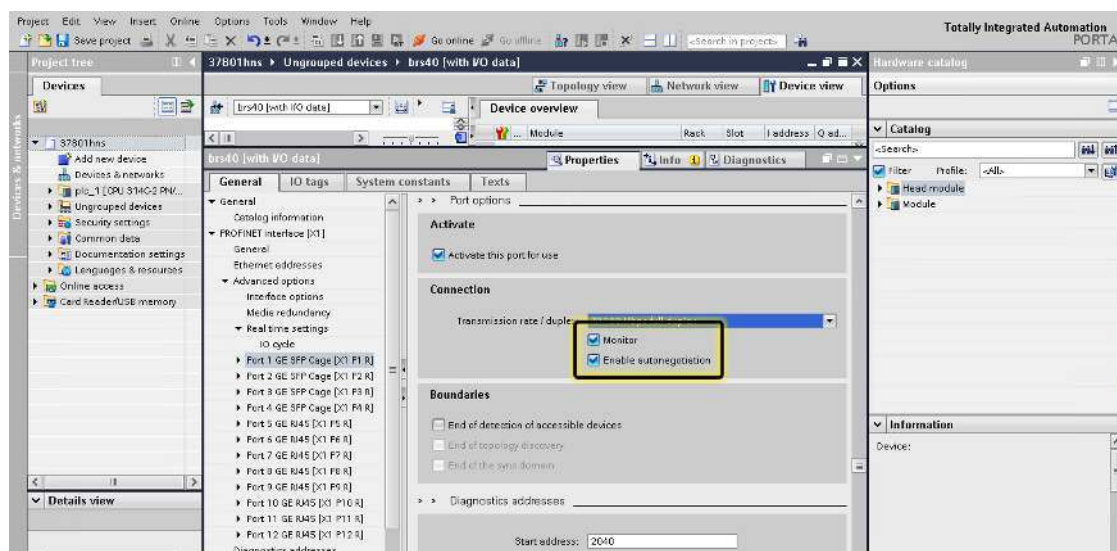 Project Edit View Insert Online Options Tools Window Help
Totally Integrated Automation
PORTA
Save project
Go online
Go offline
<Search in project>
Project tree
37801hns
Ungrouped devices
brs40 [with I/O data]
Hardware catalog
Devices
Topology view
Network view
Device view
Options
brs40 [with I/O data]
Device overview
... Module Rack Slot I address Q ad...
Catalog
<Search>
Filter Profile: <All>
Head module
Module
Devices & networks
37801hns
Add new device
Devices & networks
plc_1 [CPU 314C-2 PN/...
Ungrouped devices
Security settings
Common data
Documentation settings
Languages & resources
Online access
Card Reader/USB memory
brs40 [with I/O data]
Properties
Info
Diagnostics
General IO tags System constants Texts
General
Catalog information
PROFINET interface [X1]
General
Ethernet addresses
Advanced options
Interface options
Media redundancy
Real time settings
IO cycle
Port 1 GE SFP Cage [X1 P1 R]
Port 2 GE SFP Cage [X1 P2 R]
Port 3 GE SFP Cage [X1 P3 R]
Port 4 GE SFP Cage [X1 P4 R]
Port 5 GE RJ45 [X1 P5 R]
Port 6 GE RJ45 [X1 P6 R]
Port 7 GE RJ45 [X1 P7 R]
Port 8 GE RJ45 [X1 P8 R]
Port 9 GE RJ45 [X1 P9 R]
Port 10 GE RJ45 [X1 P10 R]
Port 11 GE RJ45 [X1 P11 R]
Port 12 GE RJ45 [X1 P12 R]
Diagnostics addresses
> > Port options
Activate
Activate this port for use
Connection
Transmission rate / duplex
Monitor
Enable autonegotiation
Boundaries
End of detection of accessible devices
End of topology discovery
End of the sync domain
> > Diagnostics addresses
Start address: 2040
Information
Device:
Details view